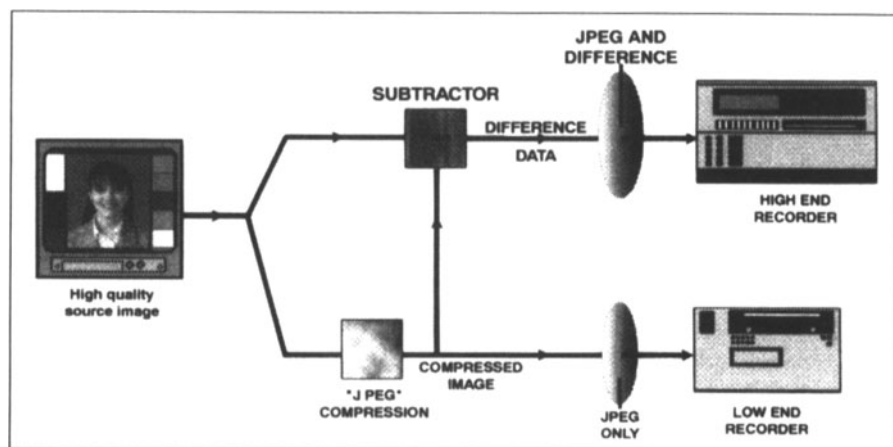 JPEG AND
DIFFERENCE
SUBTRACTOR
DIFFERENCE
DATA
HIGH END
RECORDER
High quality
source image
"J PEG"
COMPRESSION
COMPRESSED
IMAGE
JPEG
ONLY
LOW END
RECORDER